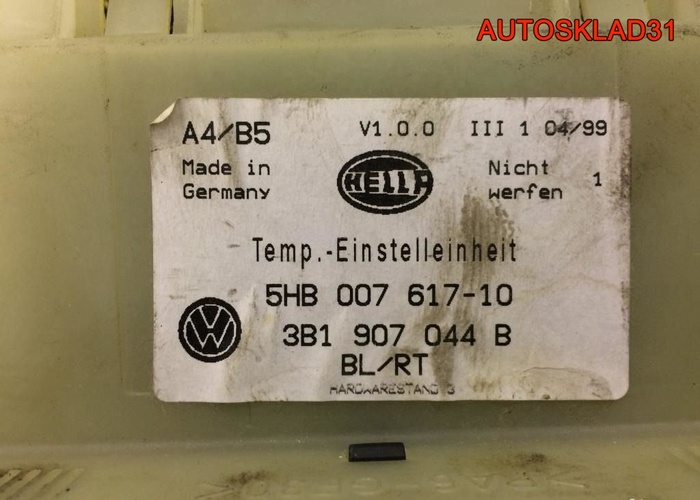 AUTOSKLAD31
A4/B5 V1.0.0 III 1 04/99
Made in Germany
HELLA
Nicht werfen 1
Temp.-Einstelleinheit
5HB 007 617-10
VW
3B1 907 044 B
BL/RT
HARDWARESTAND 3